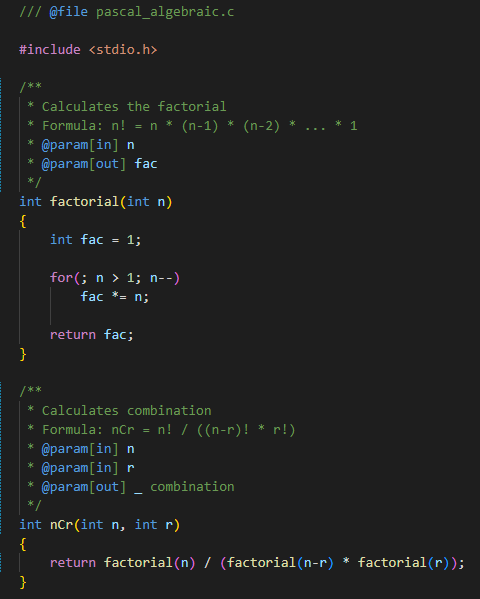 /// @file pascal_algebraic.c
#include <stdio.h>
/**
 * Calculates the factorial
 * Formula: n! = n * (n-1) * (n-2) * ... * 1
 * @param[in] n
 * @param[out] fac
 */
int factorial(int n)
{
    int fac = 1;
    for(; n > 1; n--)
        fac *= n;
    return fac;
}
/**
 * Calculates combination
 * Formula: nCr = n! / ((n-r)! * r!)
 * @param[in] n
 * @param[in] r
 * @param[out] _ combination
 */
int nCr(int n, int r)
{
    return factorial(n) / (factorial(n-r) * factorial(r));
}